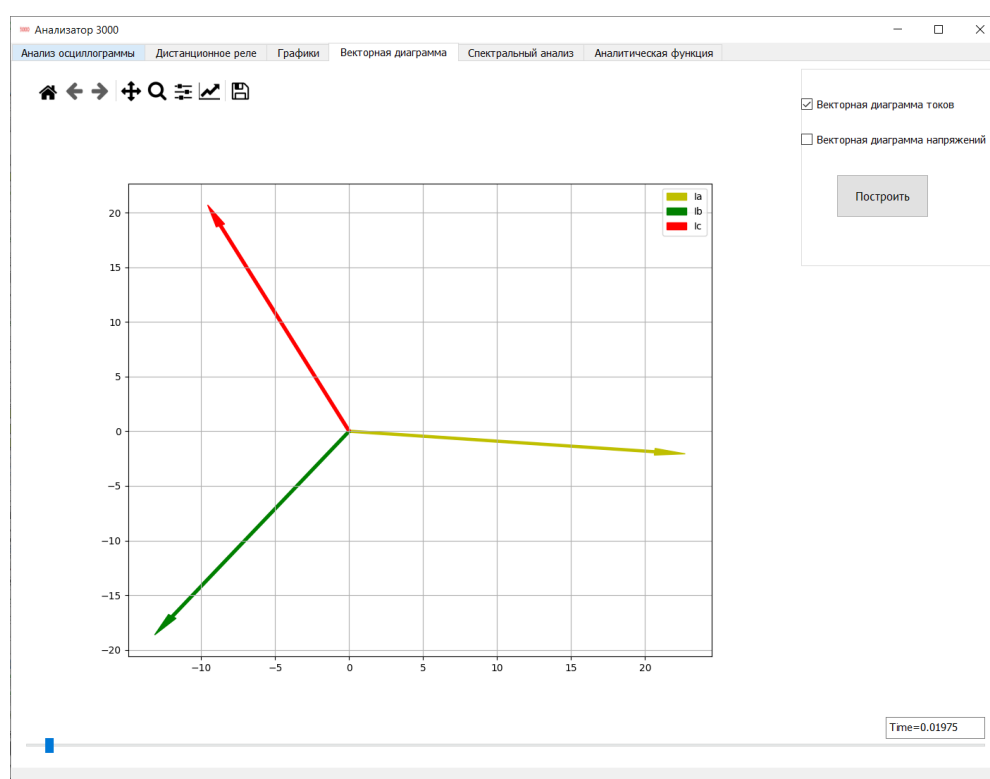 Анализатор 3000
Анализ осциллограммы Дистанционное реле Графики Векторная диаграмма Спектральный анализ Аналитическая функция
Векторная диаграмма токов
Векторная диаграмма напряжений
Построить
Ia
Ib
Ic
20
15
10
5
0
−5
−10
−15
−20
−10 −5 0 5 10 15 20
Time=0.01975